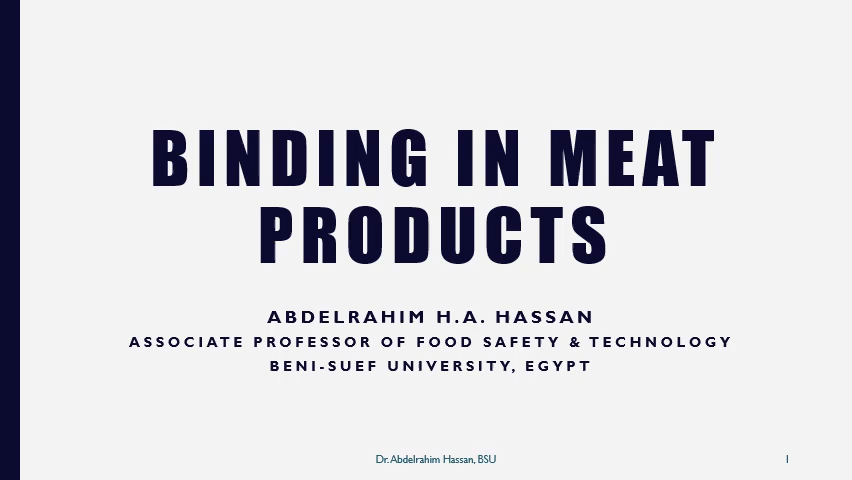 BINDING IN MEAT
PRODUCTS
ABDELRAHIM H.A. HASSAN
ASSOCIATE PROFESSOR OF FOOD SAFETY & TECHNOLOGY
BENI-SUEF UNIVERSITY, EGYPT
Dr. Abdelrahim Hassan, BSU
1